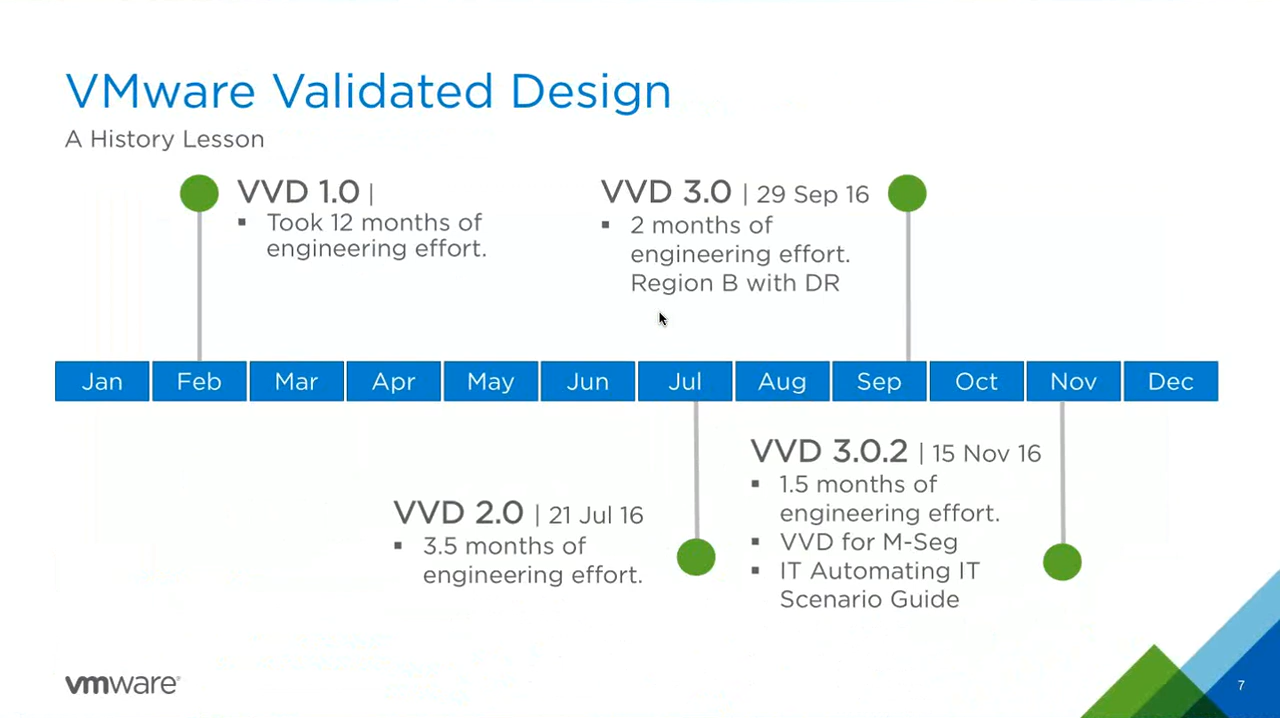 VMware Validated Design
A History Lesson
VVD 1.0 |
▪ Took 12 months of
engineering effort.
VVD 3.0 | 29 Sep 16
▪ 2 months of
engineering effort.
Region B with DR
Jan Feb Mar Apr May Jun Jul Aug Sep Oct Nov Dec
VVD 2.0 | 21 Jul 16
▪ 3.5 months of
engineering effort.
VVD 3.0.2 | 15 Nov 16
▪ 1.5 months of
engineering effort.
▪ VVD for M-Seg
▪ IT Automating IT
Scenario Guide
vmware
7